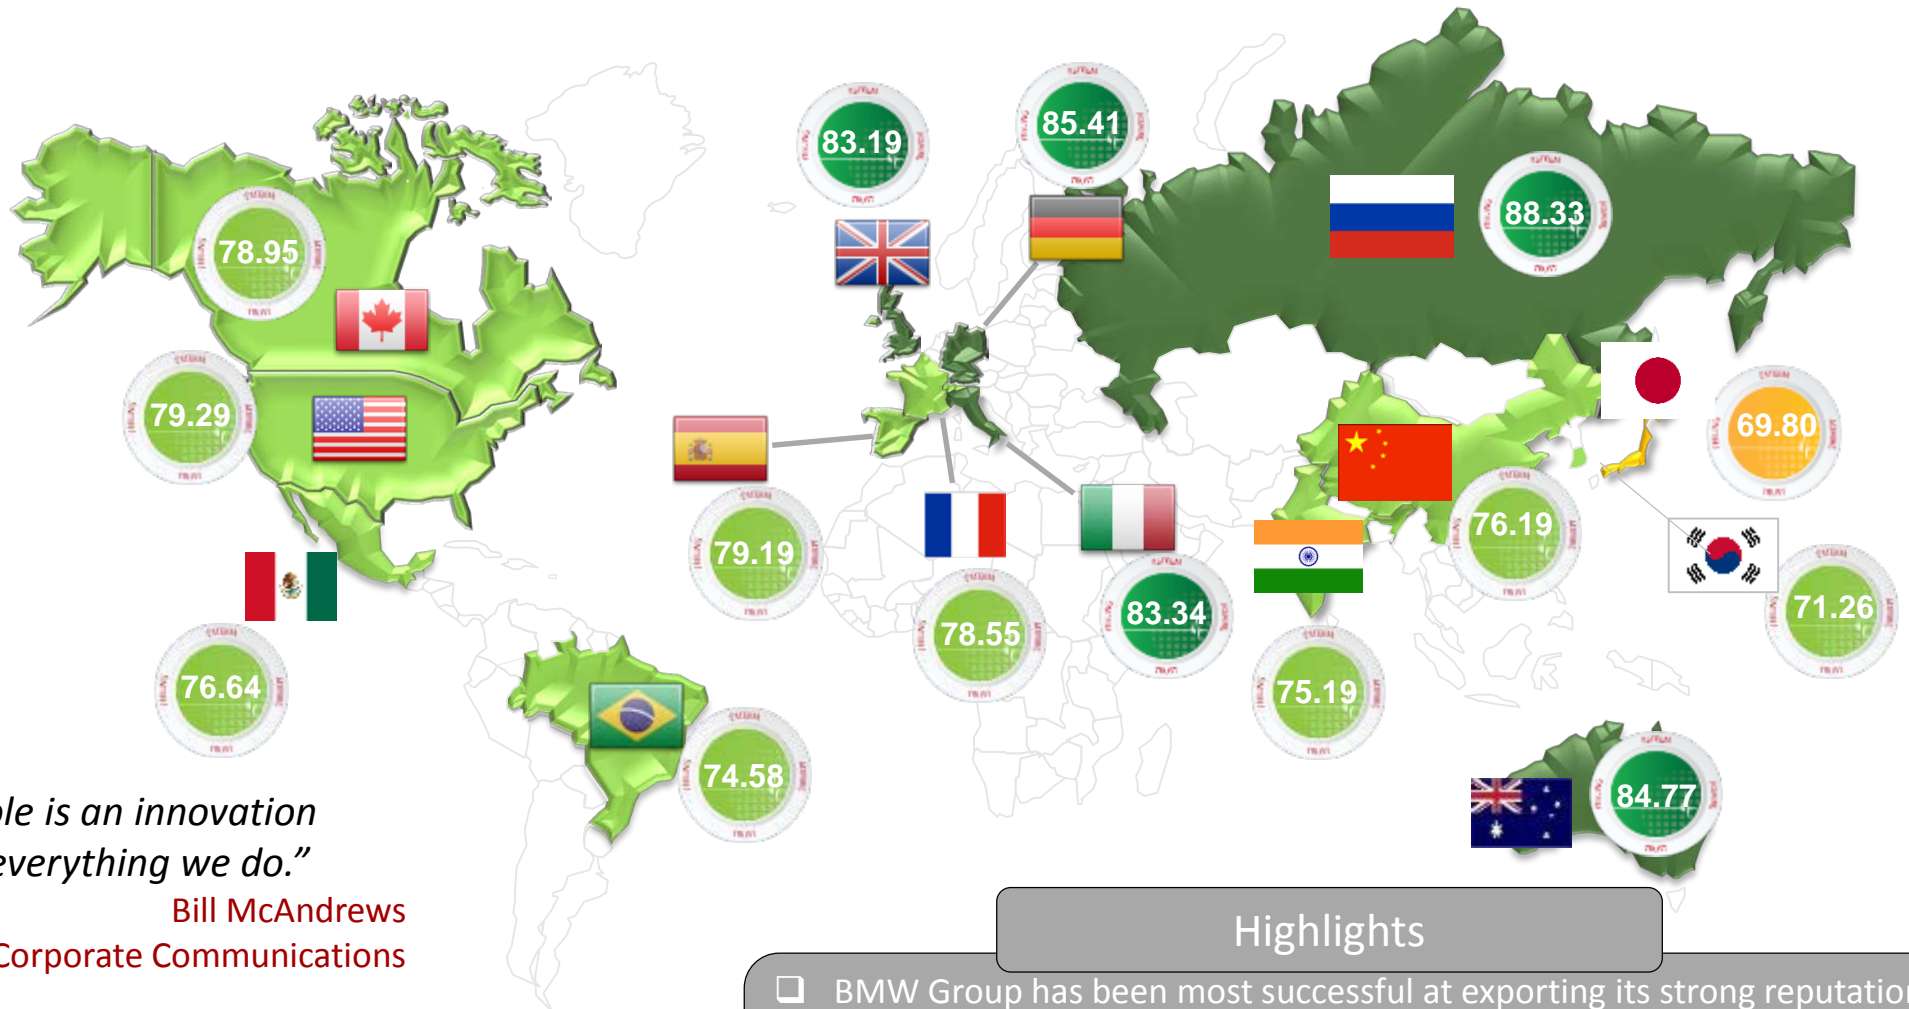 83.19
85.41
88.33
78.95
79.29
69.80
79.19
76.19
78.55
83.34
71.26
76.64
75.19
74.58
84.77
ole is an innovation
everything we do.”
Bill McAndrews
Corporate Communications
Highlights
❑ BMW Group has been most successful at exporting its strong reputation